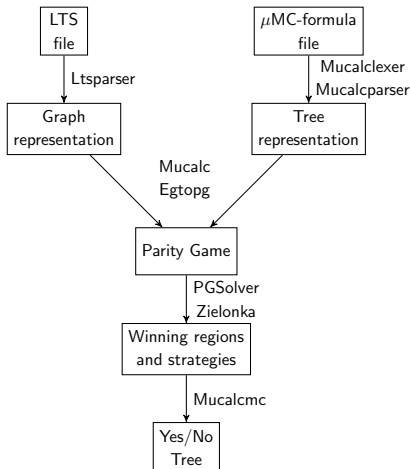 LTS
file
μMC-formula
file
Ltsparser
Mucalclexer
Mucalcparser
Graph
representation
Tree
representation
Mucalc
Egtopg
Parity Game
PGSolver
Zielonka
Winning regions
and strategies
Mucalcmc
Yes/No
Tree